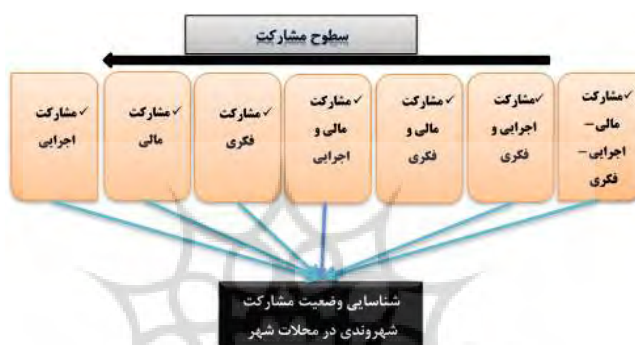 سطوح مشارکت
✓مشارکت
مالی–
اجرایی–
فکری
✓مشارکت
اجرایی و
فکری
✓مشارکت
مالی و
فکری
✓مشارکت
مالی و
اجرایی
✓مشارکت
فکری
✓مشارکت
مالی
✓مشارکت
اجرایی
شناسایی وضعیت مشارکت
شهروندی در محلات شهر